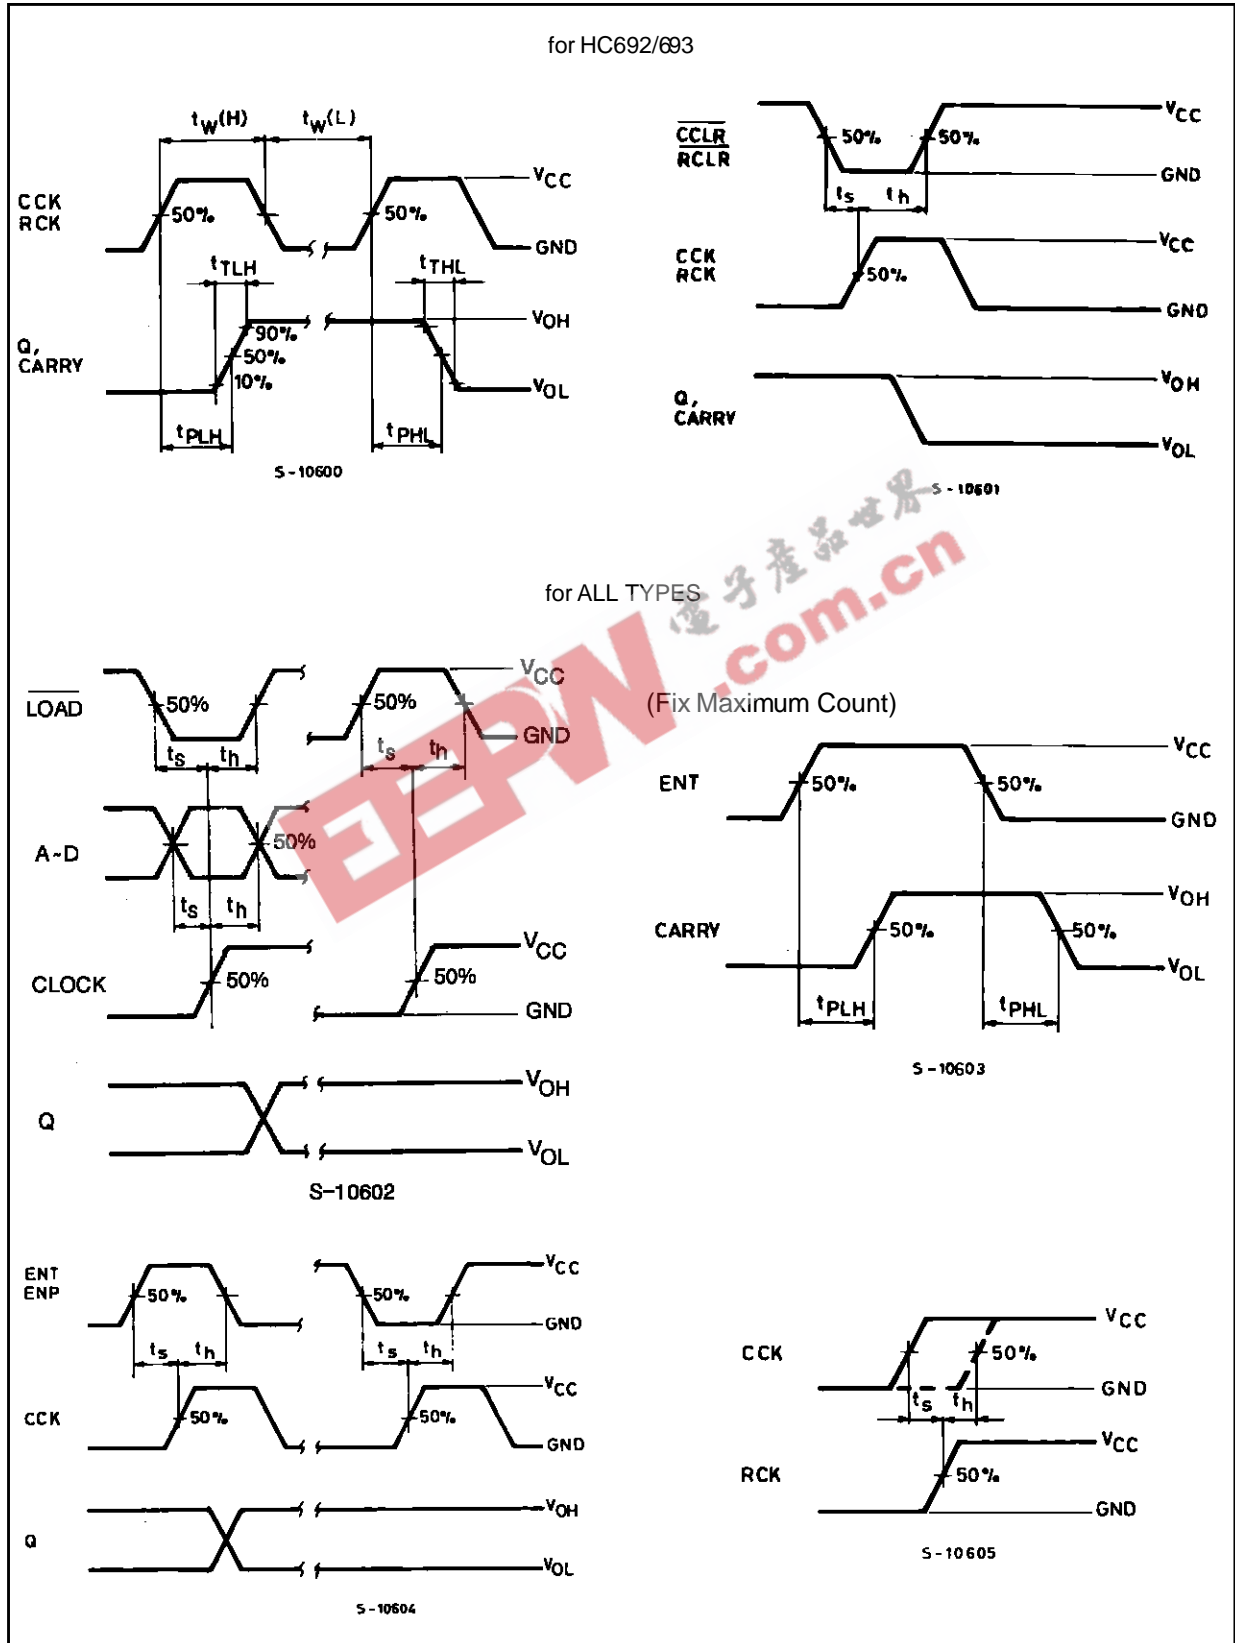 for HC692/693
tW(H)
tW(L)
VCC
CCK
RCK
50%
50%
GND
tTLH
tTHL
VOH
90%
50%
10%
Q,
CARRY
VOL
tPLH
tPHL
S-10600
VCC
CCLR
RCLR
50%
50%
GND
ts
th
VCC
CCK
RCK
50%
GND
VOH
Q,
CARRY
VOL
S-10601
電子產品世界
EEPW.com.cn
for ALL TYPES
VCC
LOAD
50%
50%
GND
ts
th
ts
th
A~D
50%
ts
th
VCC
CLOCK
50%
50%
GND
VOH
Q
VOL
S-10602
(Fix Maximum Count)
VCC
ENT
50%
50%
GND
VOH
CARRY
50%
50%
VOL
tPLH
tPHL
S-10603
ENT
ENP
VCC
50%
50%
GND
ts
th
ts
th
VCC
CCK
50%
50%
GND
VOH
Q
VOL
S-10604
VCC
CCK
50%
GND
ts
th
VCC
RCK
50%
GND
S-10605